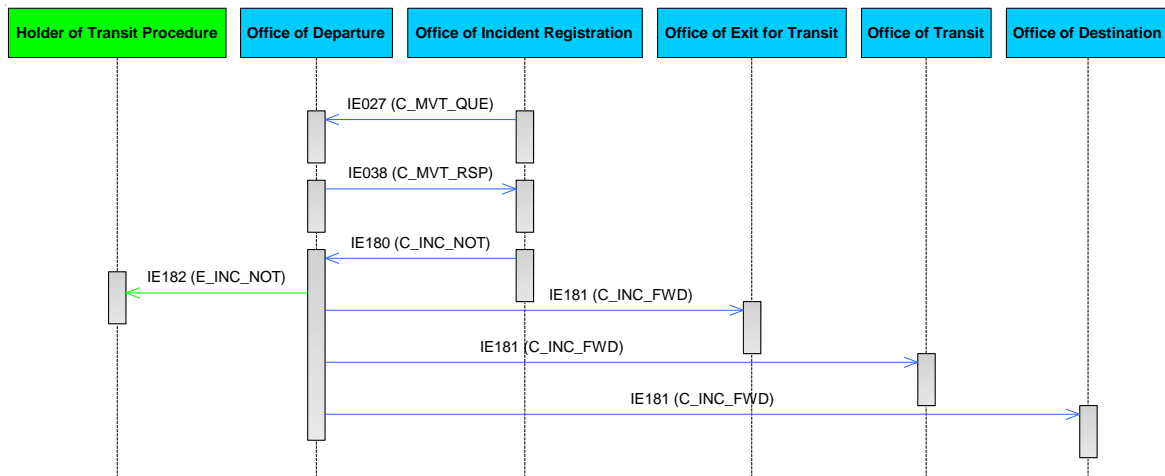 Holder of Transit Procedure
Office of Departure
Office of Incident Registration
Office of Exit for Transit
Office of Transit
Office of Destination
IE027 (C_MVT_QUE)
IE038 (C_MVT_RSP)
IE180 (C_INC_NOT)
IE182 (E_INC_NOT)
IE181 (C_INC_FWD)
IE181 (C_INC_FWD)
IE181 (C_INC_FWD)